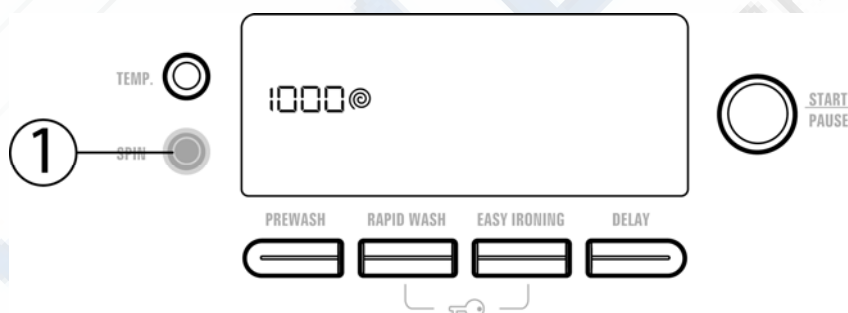 TEMP.
1000
START
PAUSE
1
SPIN
PREWASH RAPID WASH EASY IRONING DELAY